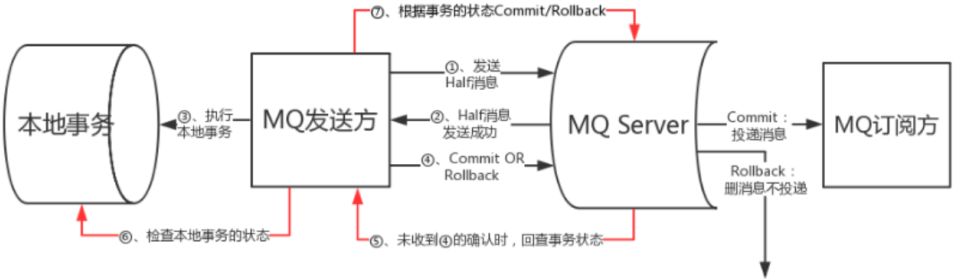 ⑦、根据事务的状态Commit/Rollback
①、发送
Half消息
本地事务
③、执行
本地事务
MQ发送方
②、Half消息
发送成功
MQ Server
Commit：
投递消息
MQ订阅方
④、Commit OR
Rollback
Rollback：
删消息不投递
⑥、检查本地事务的状态
⑤、未收到④的确认时，回查事务状态